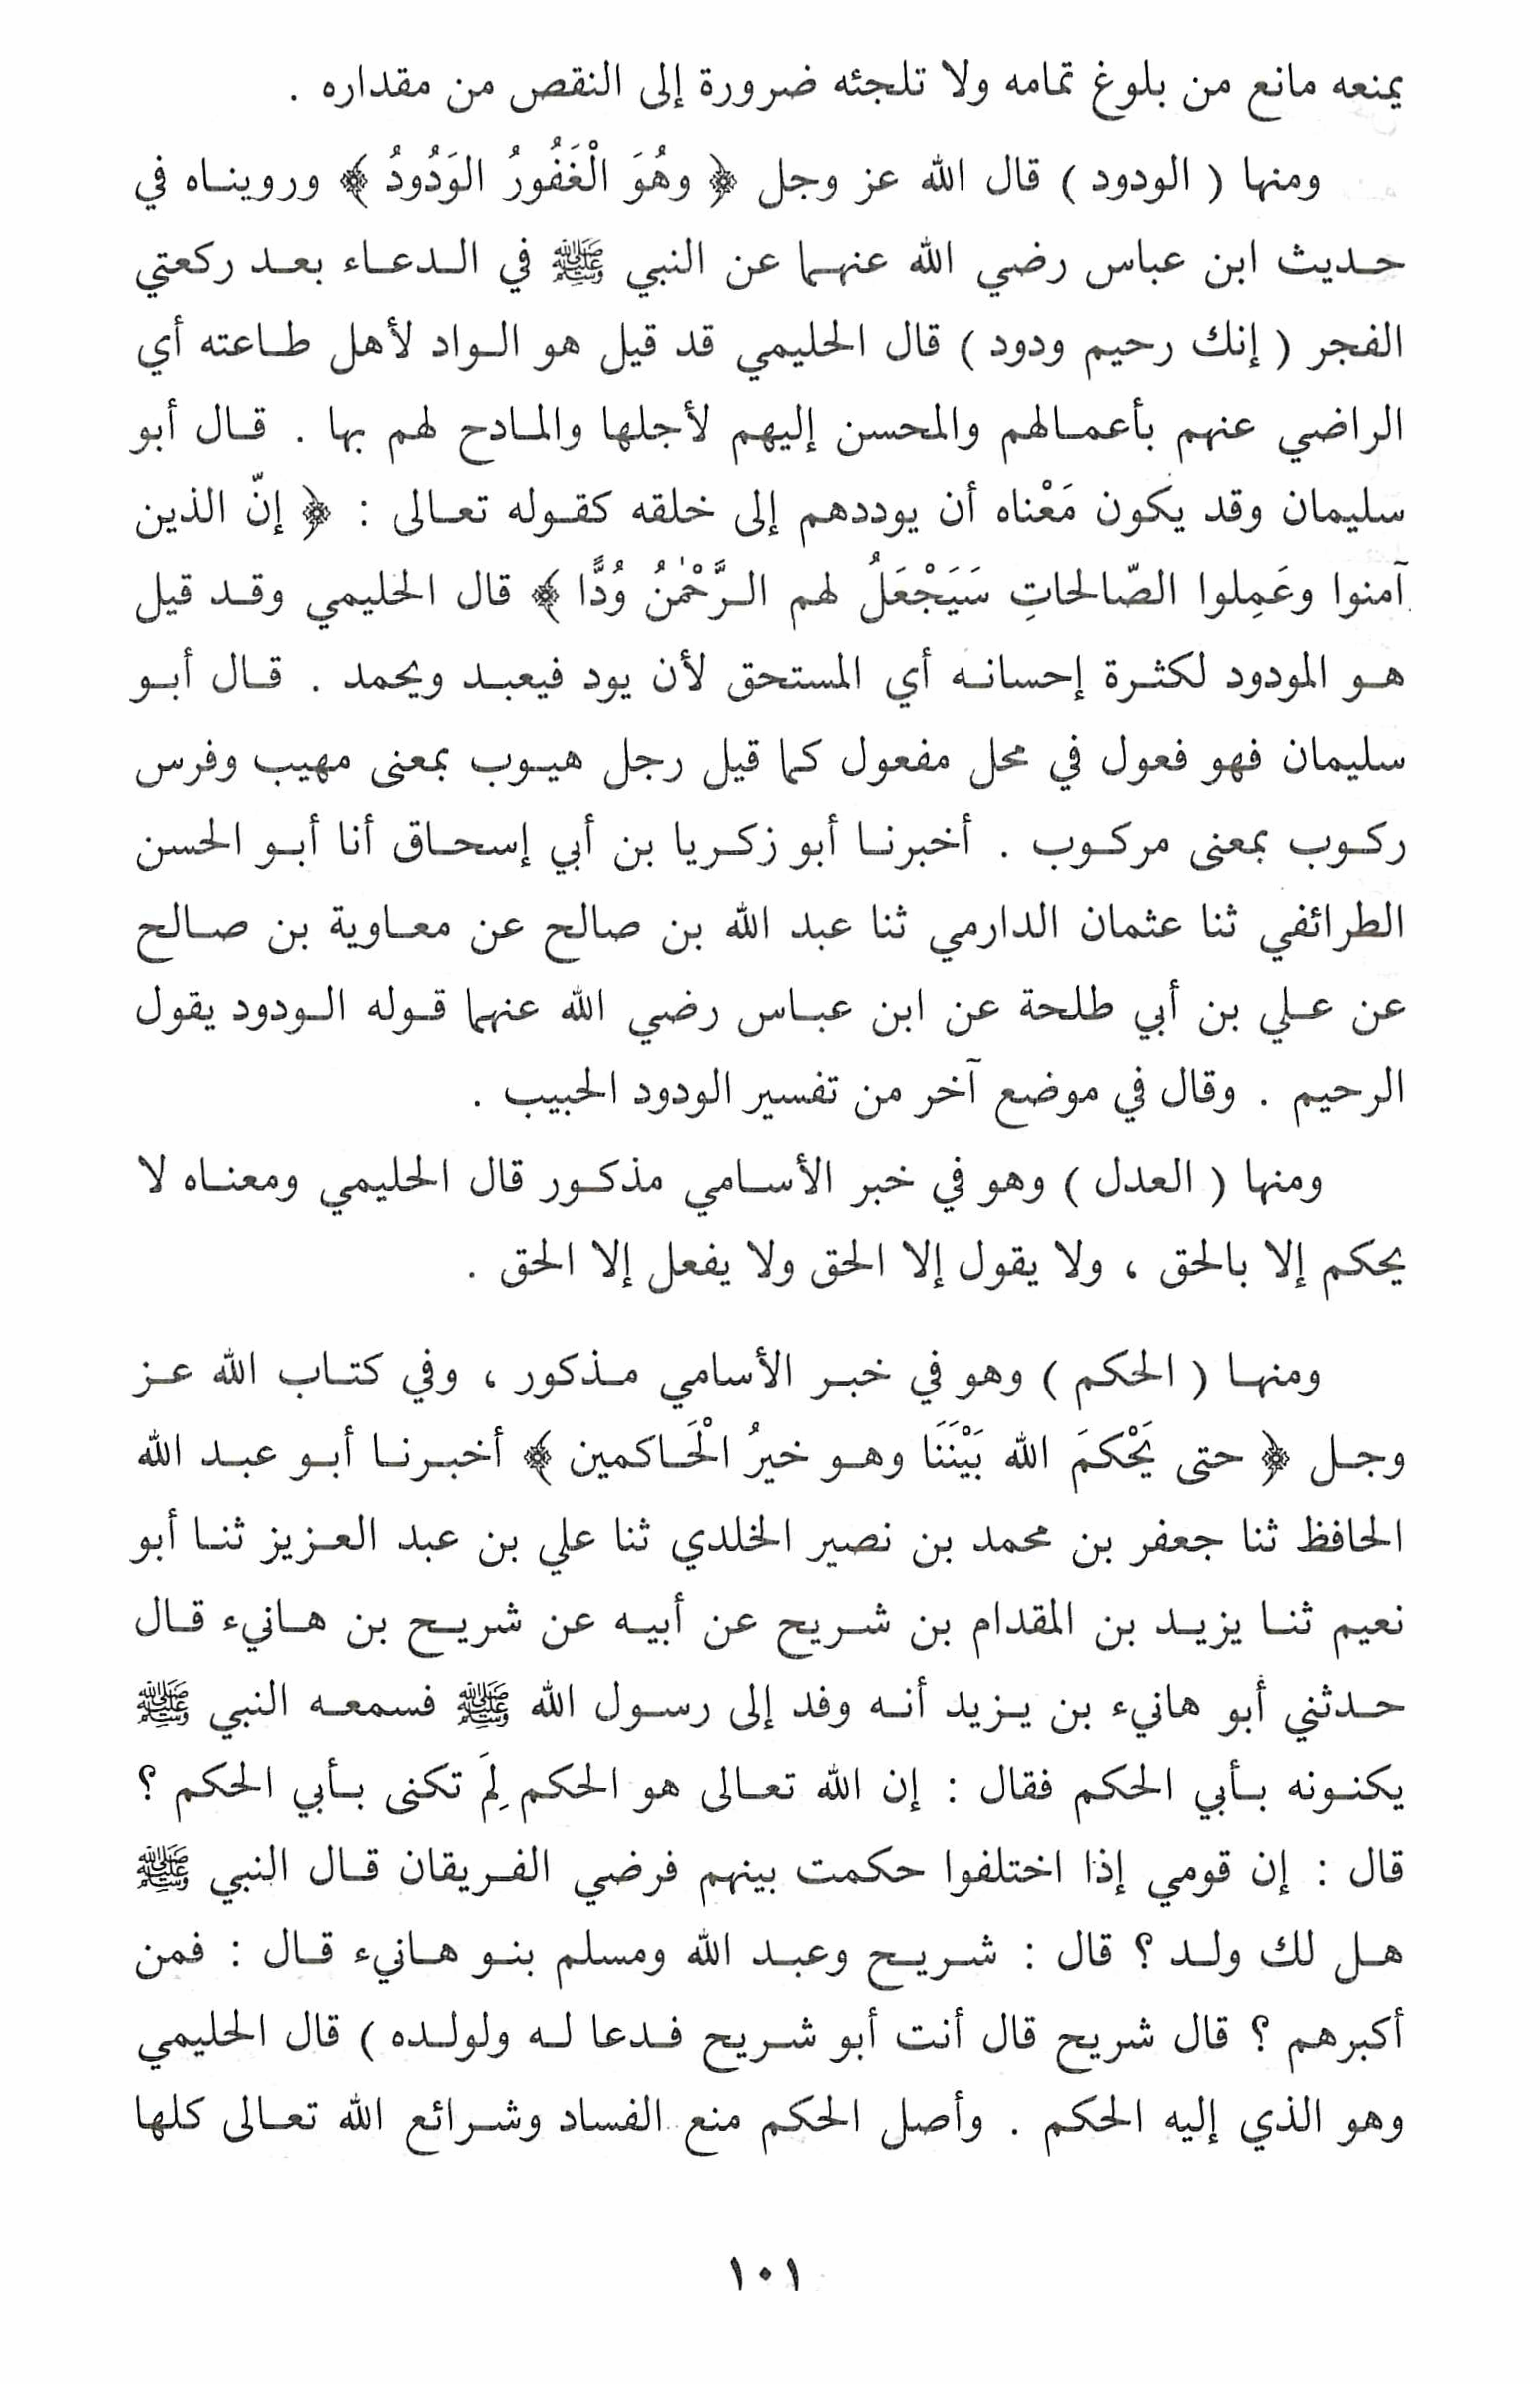 يمنعه مانع من بلوغ تمامه ولا تلجئه ضرورة إلى النقص من مقداره .
ومنها ( الودود ) قال الله عز وجل ﴿ وهُوَ الْغَفُورُ الوَدُودُ ﴾ ورويناه في
حديث ابن عباس رضي الله عنهما عن النبي ﷺ في الدعاء بعد ركعتي
الفجر ( إنك رحيم ودود ) قال الحليمي قد قيل هو الواد لأهل طاعته أي
الراضي عنهم بأعمالهم والمحسن إليهم لأجلها والمادح لهم بها . قال أبو
سليمان وقد يكون مَعْناه أن يوددهم إلى خلقه كقوله تعالى : ﴿ إنّ الذين
آمنوا وعَمِلوا الصّالحاتِ سَيَجْعَلُ لهم الرَّحْمٰنُ وُدًّا ﴾ قال الحليمي وقد قيل
هو المودود لكثرة إحسانه أي المستحق لأن يود فيعبد ويحمد . قال أبو
سليمان فهو فعول في محل مفعول كما قيل رجل هيوب بمعنى مهيب وفرس
ركوب بمعنى مركوب . أخبرنا أبو زكريا بن أبي إسحاق أنا أبو الحسن
الطرائفي ثنا عثمان الدارمي ثنا عبد الله بن صالح عن معاوية بن صالح
عن علي بن أبي طلحة عن ابن عباس رضي الله عنهما قوله الودود يقول
الرحيم . وقال في موضع آخر من تفسير الودود الحبيب .
ومنها ( العدل ) وهو في خبر الأسامي مذكور قال الحليمي ومعناه لا
يحكم إلا بالحق ، ولا يقول إلا الحق ولا يفعل إلا الحق .
ومنها ( الحكم ) وهو في خبر الأسامي مذكور ، وفي كتاب الله عز
وجل ﴿ حتى يَحْكمَ الله بَيْنَنَا وهو خيرُ الْحَاكمين ﴾ أخبرنا أبو عبد الله
الحافظ ثنا جعفر بن محمد بن نصير الخلدي ثنا علي بن عبد العزيز ثنا أبو
نعيم ثنا يزيد بن المقدام بن شريح عن أبيه عن شريح بن هانيء قال
حدثني أبو هانيء بن يزيد أنه وفد إلى رسول الله ﷺ فسمعه النبي ﷺ
يكنونه بأبي الحكم فقال : إن الله تعالى هو الحكم لِمَ تكنى بأبي الحكم ؟
قال : إن قومي إذا اختلفوا حكمت بينهم فرضي الفريقان قال النبي ﷺ
هل لك ولد ؟ قال : شريح وعبد الله ومسلم بنو هانيء قال : فمن
أكبرهم ؟ قال شريح قال أنت أبو شريح فدعا له ولولده ) قال الحليمي
وهو الذي إليه الحكم . وأصل الحكم منع الفساد وشرائع الله تعالى كلها
١٠١